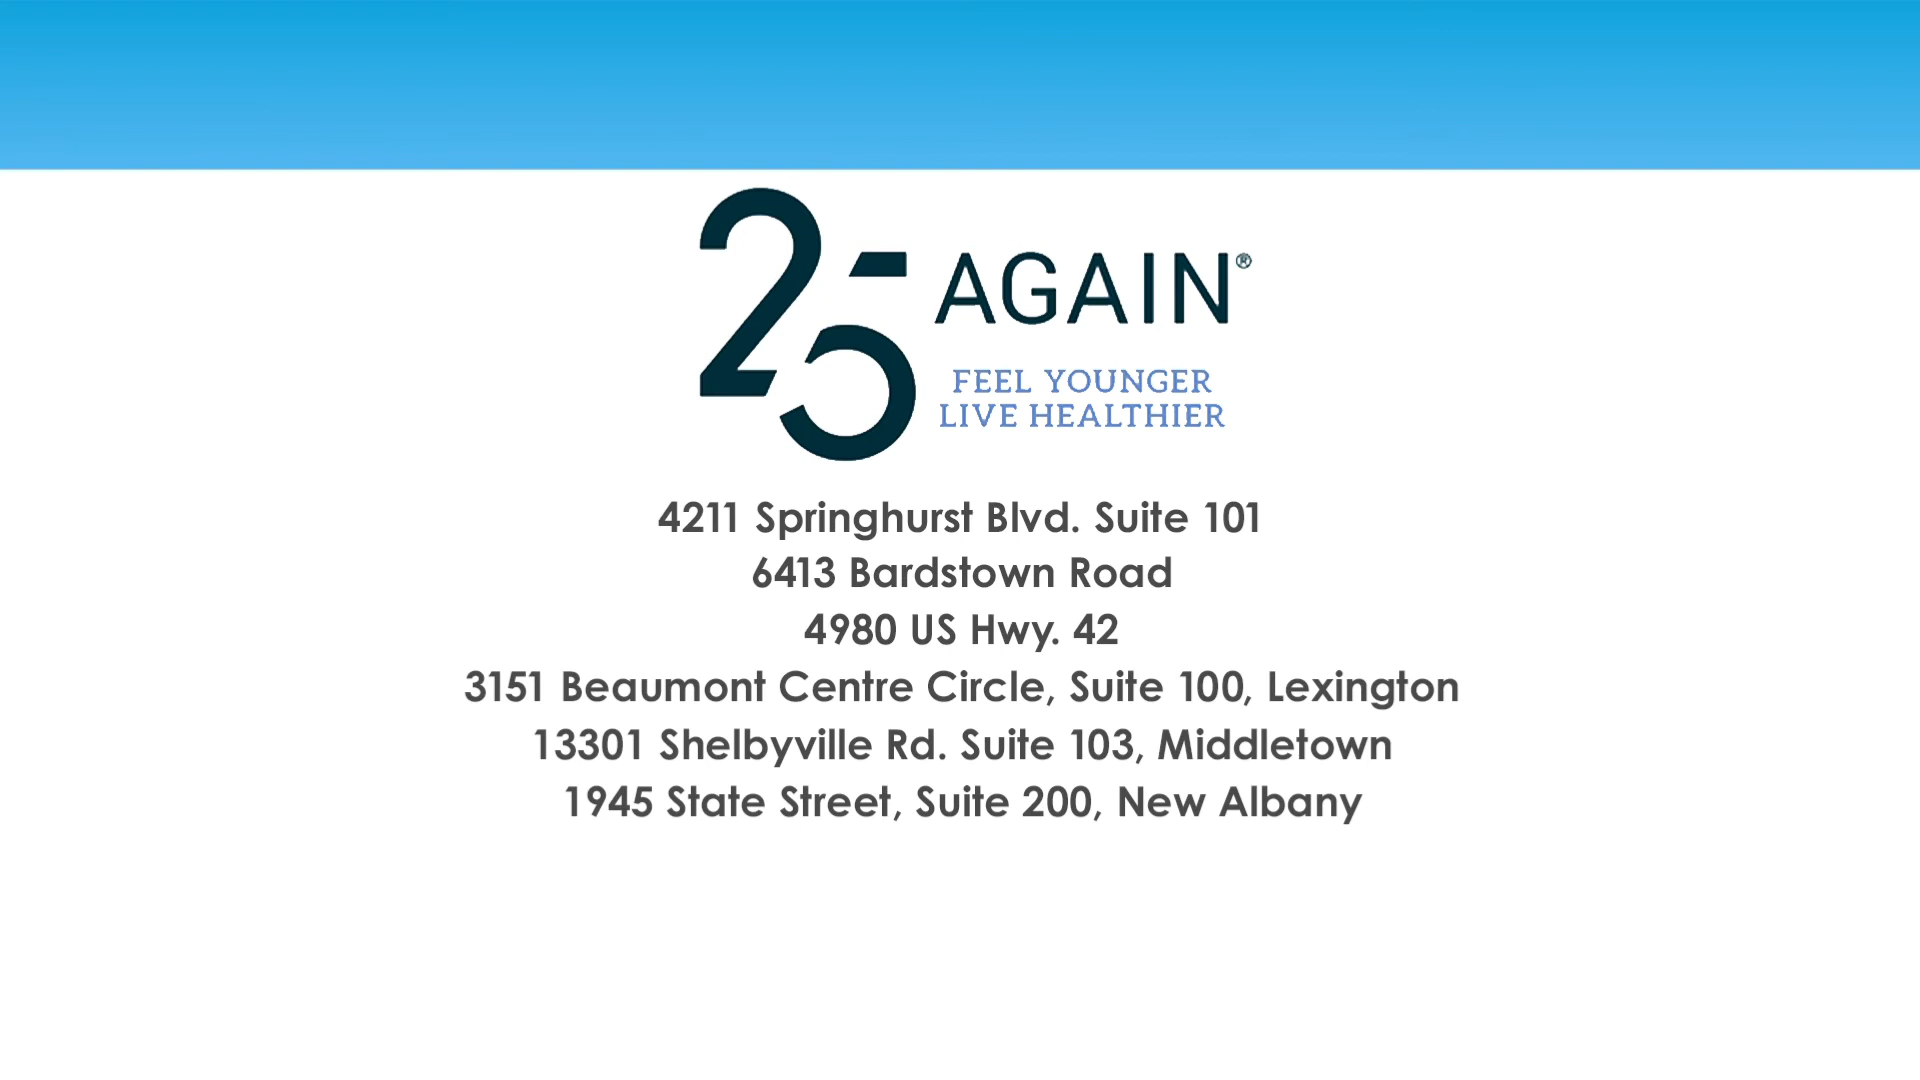 25 AGAIN®
FEEL YOUNGER
LIVE HEALTHIER
4211 Springhurst Blvd. Suite 101
6413 Bardstown Road
4980 US Hwy. 42
3151 Beaumont Centre Circle, Suite 100, Lexington
13301 Shelbyville Rd. Suite 103, Middletown
1945 State Street, Suite 200, New Albany